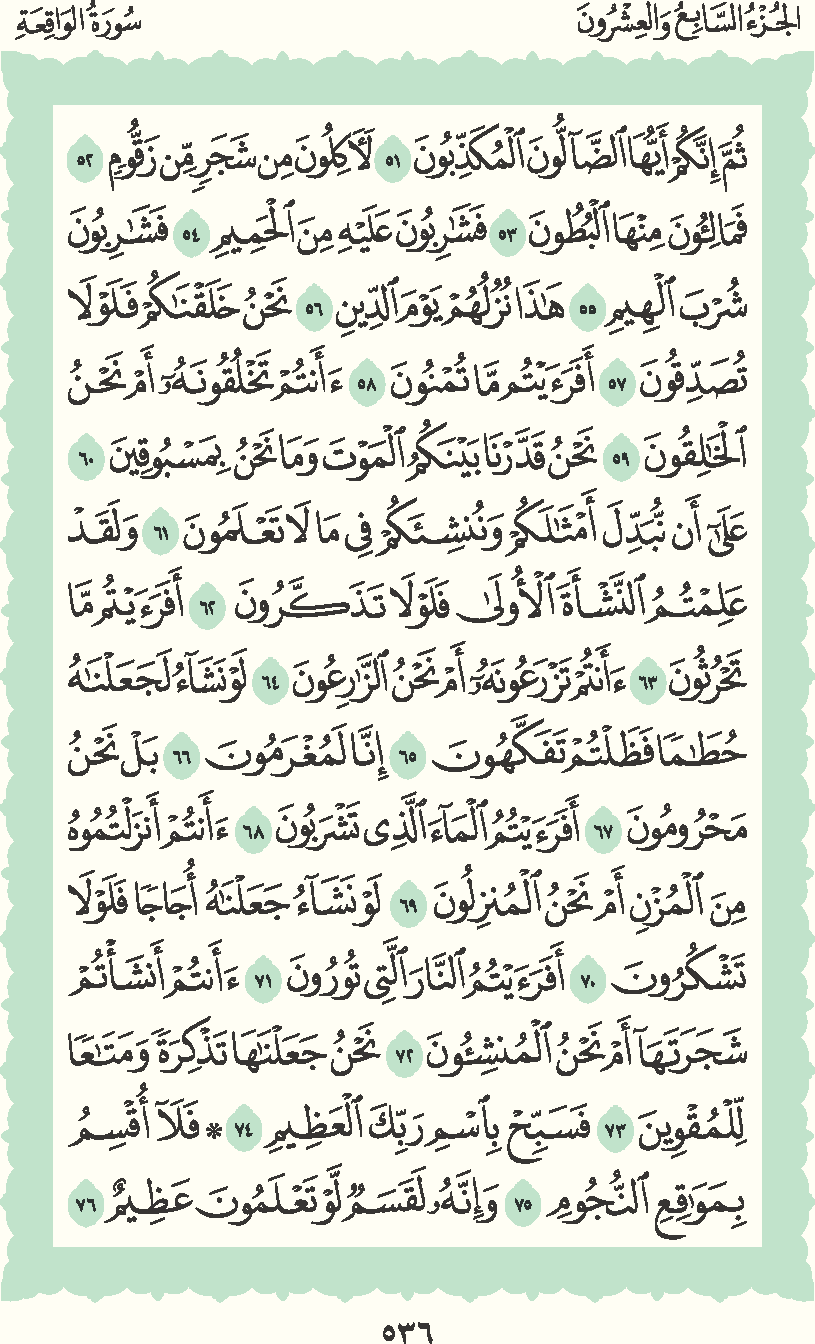 الجُزْءُ السَّابِعُ وَالعِشْرُونَ
سُورَةُ الوَاقِعَةِ
ثُمَّ إِنَّكُمْ أَيُّهَا ٱلضَّآلُّونَ ٱلْمُكَذِّبُونَ ٥١ لَأٓكِلُونَ مِن شَجَرٍ مِّن زَقُّومٍ ٥٢
فَمَالِـُٔونَ مِنْهَا ٱلْبُطُونَ ٥٣ فَشَٰرِبُونَ عَلَيْهِ مِنَ ٱلْحَمِيمِ ٥٤ فَشَٰرِبُونَ
شُرْبَ ٱلْهِيمِ ٥٥ هَٰذَا نُزُلُهُمْ يَوْمَ ٱلدِّينِ ٥٦ نَحْنُ خَلَقْنَٰكُمْ فَلَوْلَا
تُصَدِّقُونَ ٥٧ أَفَرَءَيْتُم مَّا تُمْنُونَ ٥٨ ءَأَنتُمْ تَخْلُقُونَهُۥٓ أَمْ نَحْنُ
ٱلْخَٰلِقُونَ ٥٩ نَحْنُ قَدَّرْنَا بَيْنَكُمُ ٱلْمَوْتَ وَمَا نَحْنُ بِمَسْبُوقِينَ ٦٠
عَلَىٰٓ أَن نُّبَدِّلَ أَمْثَٰلَكُمْ وَنُنشِئَكُمْ فِى مَا لَا تَعْلَمُونَ ٦١ وَلَقَدْ
عَلِمْتُمُ ٱلنَّشْأَةَ ٱلْأُولَىٰ فَلَوْلَا تَذَكَّرُونَ ٦٢ أَفَرَءَيْتُم مَّا
تَحْرُثُونَ ٦٣ ءَأَنتُمْ تَزْرَعُونَهُۥٓ أَمْ نَحْنُ ٱلزَّٰرِعُونَ ٦٤ لَوْ نَشَآءُ لَجَعَلْنَٰهُ
حُطَٰمًا فَظَلْتُمْ تَفَكَّهُونَ ٦٥ إِنَّا لَمُغْرَمُونَ ٦٦ بَلْ نَحْنُ
مَحْرُومُونَ ٦٧ أَفَرَءَيْتُمُ ٱلْمَآءَ ٱلَّذِى تَشْرَبُونَ ٦٨ ءَأَنتُمْ أَنزَلْتُمُوهُ
مِنَ ٱلْمُزْنِ أَمْ نَحْنُ ٱلْمُنزِلُونَ ٦٩ لَوْ نَشَآءُ جَعَلْنَٰهُ أُجَاجًا فَلَوْلَا
تَشْكُرُونَ ٧٠ أَفَرَءَيْتُمُ ٱلنَّارَ ٱلَّتِى تُورُونَ ٧١ ءَأَنتُمْ أَنشَأْتُمْ
شَجَرَتَهَآ أَمْ نَحْنُ ٱلْمُنشِـُٔونَ ٧٢ نَحْنُ جَعَلْنَٰهَا تَذْكِرَةً وَمَتَٰعًا
لِّلْمُقْوِينَ ٧٣ فَسَبِّحْ بِٱسْمِ رَبِّكَ ٱلْعَظِيمِ ٧٤ * فَلَآ أُقْسِمُ
بِمَوَٰقِعِ ٱلنُّجُومِ ٧٥ وَإِنَّهُۥ لَقَسَمٌ لَّوْ تَعْلَمُونَ عَظِيمٌ ٧٦
٥٣٦